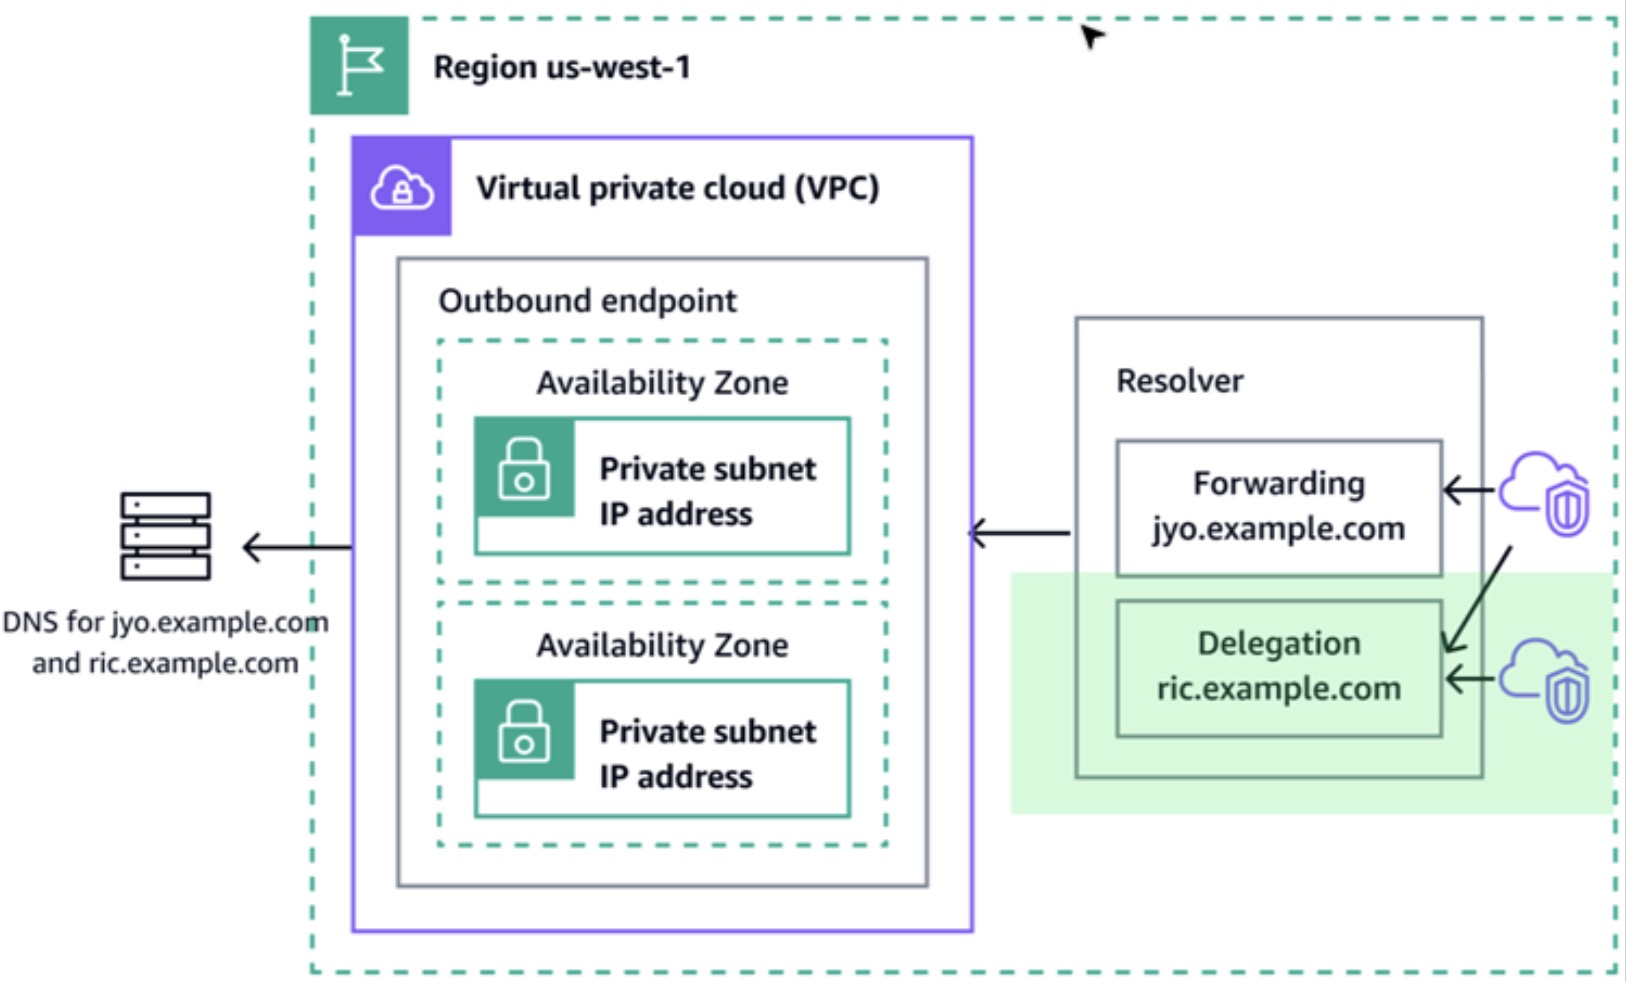 Region us-west-1
Virtual private cloud (VPC)
Outbound endpoint
Availability Zone
Private subnet
IP address
Availability Zone
Private subnet
IP address
Resolver
Forwarding
jyo.example.com
Delegation
ric.example.com
DNS for jyo.example.com
and ric.example.com